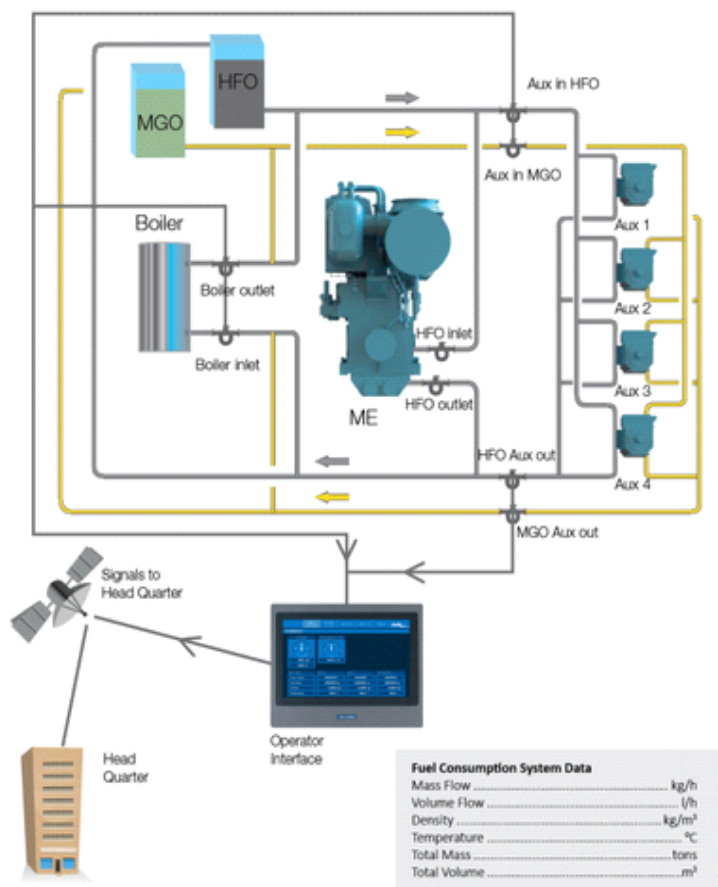 HFO
MGO
Aux in HFO
Aux in MGO
Boiler
Boiler outlet
Boiler inlet
HFO inlet
HFO outlet
ME
Aux 1
Aux 2
Aux 3
Aux 4
HFO Aux out
MGO Aux out
Signals to
Head Quarter
Operator
Interface
Head
Quarter
Fuel Consumption System Data
Mass Flow ........ kg/h
Volume Flow ........ l/h
Density ........ kg/m³
Temperature ........ ºC
Total Mass ........ tons
Total Volume ........ m³